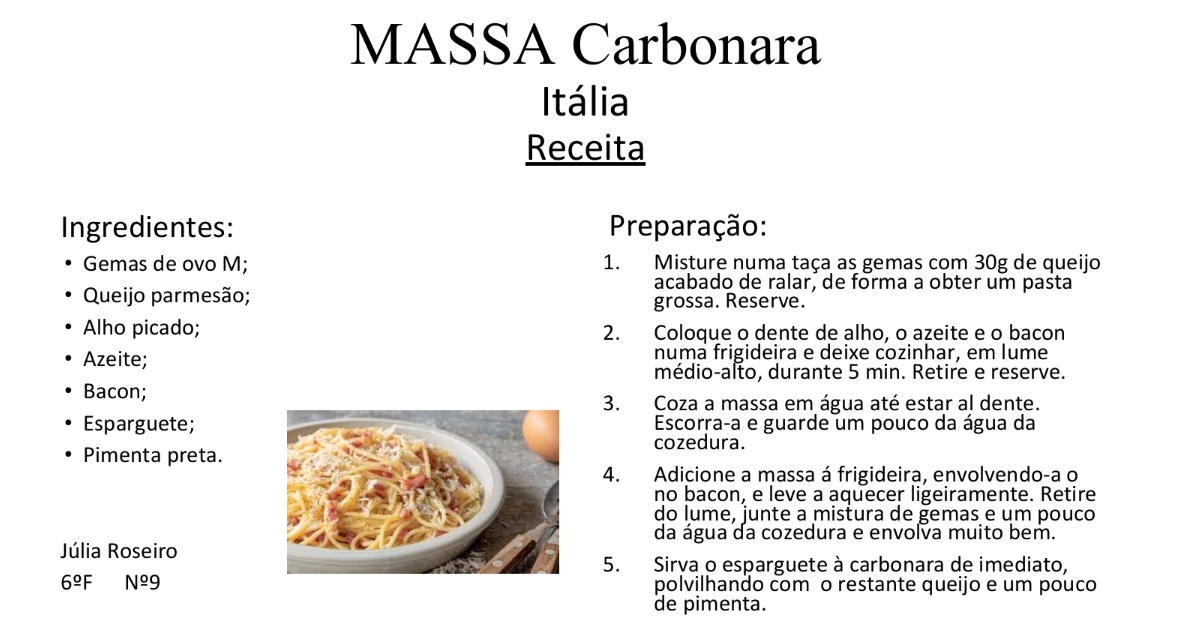 MASSA Carbonara
Itália
Receita
Ingredientes:
• Gemas de ovo M;
• Queijo parmesão;
• Alho picado;
• Azeite;
• Bacon;
• Esparguete;
• Pimenta preta.
Júlia Roseiro
6ºF Nº9
Preparação:
1. Misture numa taça as gemas com 30g de queijo
acabado de ralar, de forma a obter um pasta
grossa. Reserve.
2. Coloque o dente de alho, o azeite e o bacon
numa frigideira e deixe cozinhar, em lume
médio-alto, durante 5 min. Retire e reserve.
3. Coza a massa em água até estar al dente.
Escorra-a e guarde um pouco da água da
cozedura.
4. Adicione a massa á frigideira, envolvendo-a o
no bacon, e leve a aquecer ligeiramente. Retire
do lume, junte a mistura de gemas e um pouco
da água da cozedura e envolva muito bem.
5. Sirva o esparguete à carbonara de imediato,
polvilhando com o restante queijo e um pouco
de pimenta.